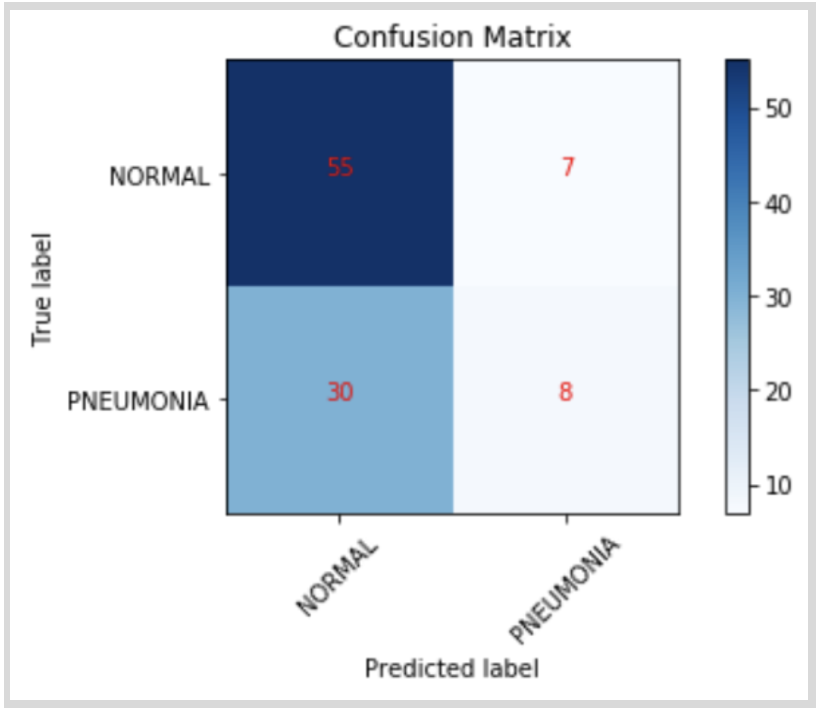 Confusion Matrix
NORMAL
55
7
50
40
True label
30
PNEUMONIA
30
8
20
10
NORMAL
PNEUMONIA
Predicted label